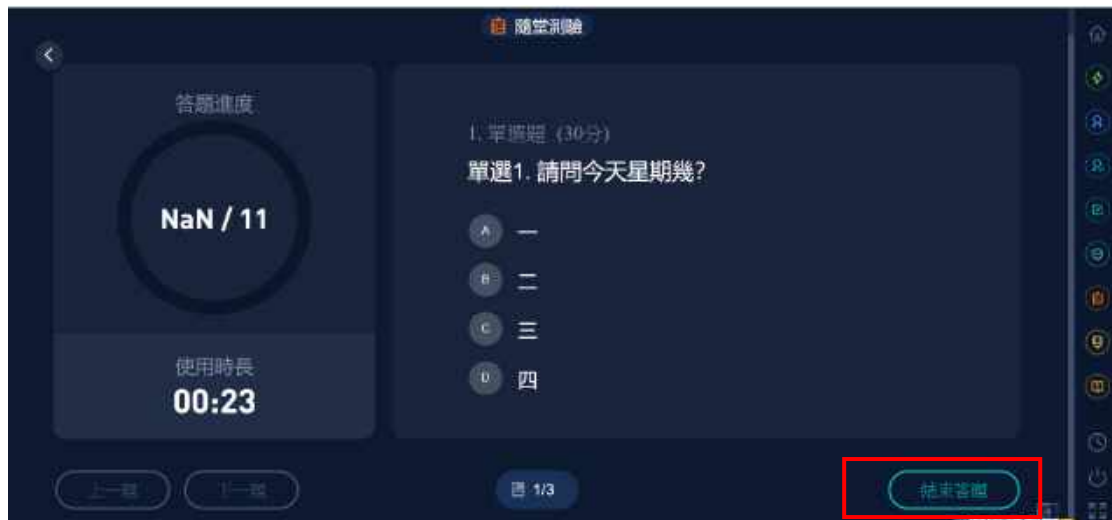 隨堂測驗
答題進度
NaN / 11
使用時長
00:23
1. 單選題 (30分)
單選1. 請問今天星期幾?
A 一
B 二
C 三
D 四
上一題
下一題
1/3
結束答題